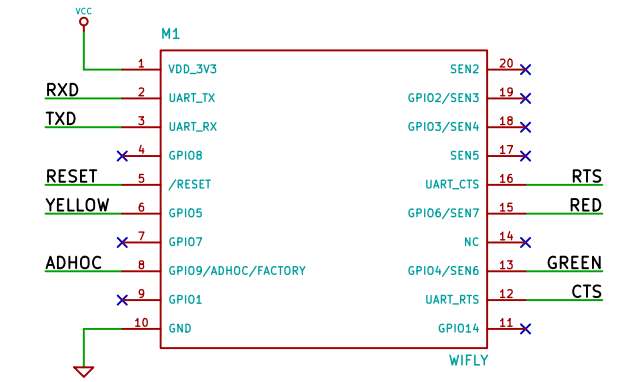 VCC
M1
1 VDD_3V3 SEN2 20
RXD 2 UART_TX GPIO2/SEN3 19
TXD 3 UART_RX GPIO3/SEN4 18
4 GPIO8 SEN5 17
RESET 5 /RESET UART_CTS 16 RTS
YELLOW 6 GPIO5 GPIO6/SEN7 15 RED
7 GPIO7 NC 14
ADHOC 8 GPIO9/ADHOC/FACTORY GPIO4/SEN6 13 GREEN
9 GPIO1 UART_RTS 12 CTS
10 GND GPIO14 11
WIFLY